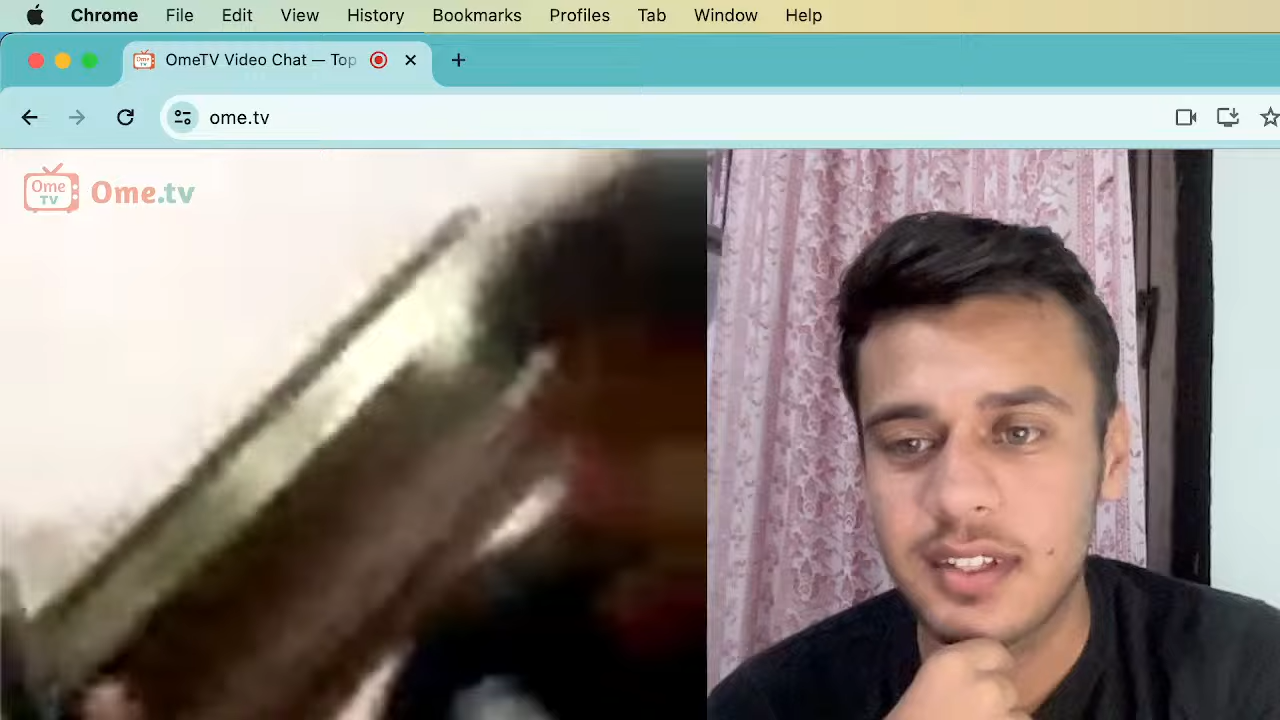 Chrome File Edit View History Bookmarks Profiles Tab Window Help
OmeTV Video Chat — Top
ome.tv
Ome TV Ome.tv